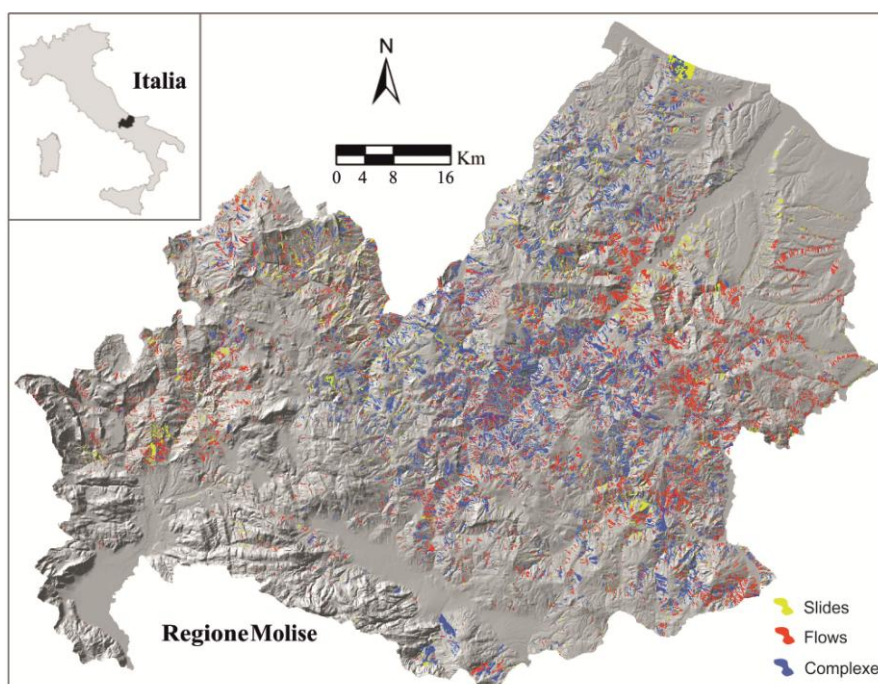 Italia
N
Km
0 4 8 16
Regione Molise
Slides
Flows
Complexe